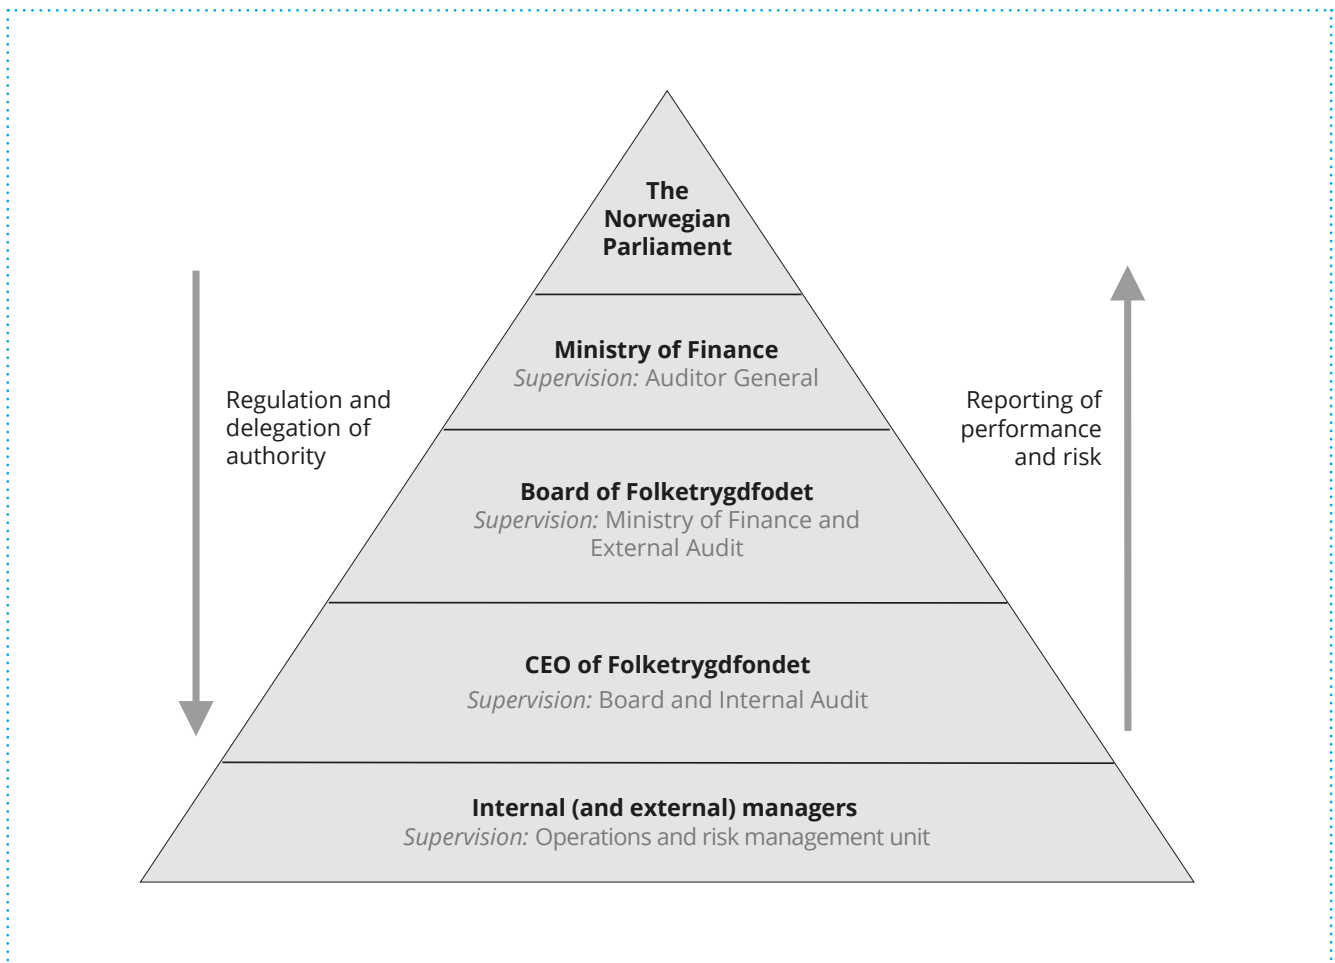 The
Norwegian
Parliament
Ministry of Finance
Supervision: Auditor General
Regulation and
delegation of
authority
Reporting of
performance
and risk
Board of Folketrygdfodet
Supervision: Ministry of Finance and
External Audit
CEO of Folketrygdfondet
Supervision: Board and Internal Audit
Internal (and external) managers
Supervision: Operations and risk management unit